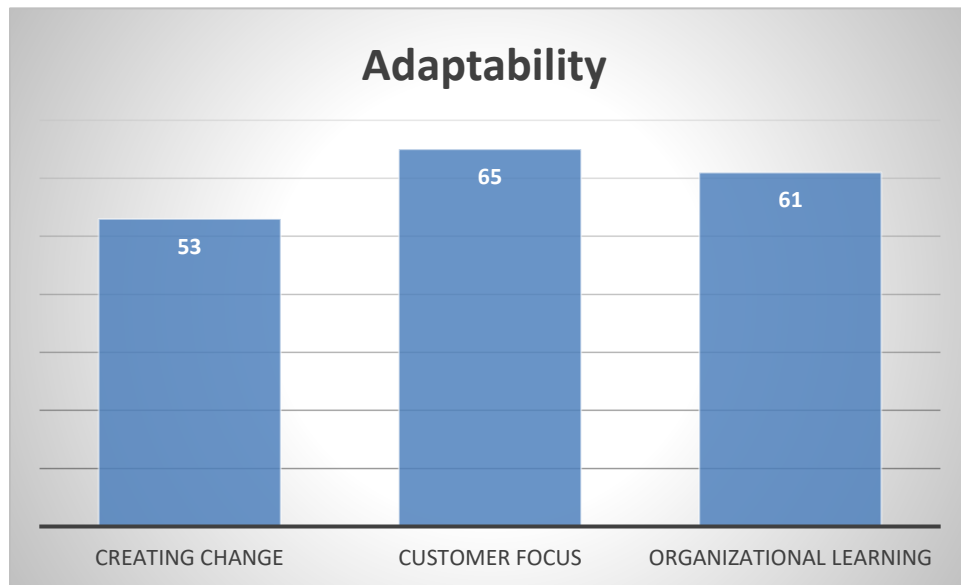 Adaptability
53
65
61
CREATING CHANGE
CUSTOMER FOCUS
ORGANIZATIONAL LEARNING